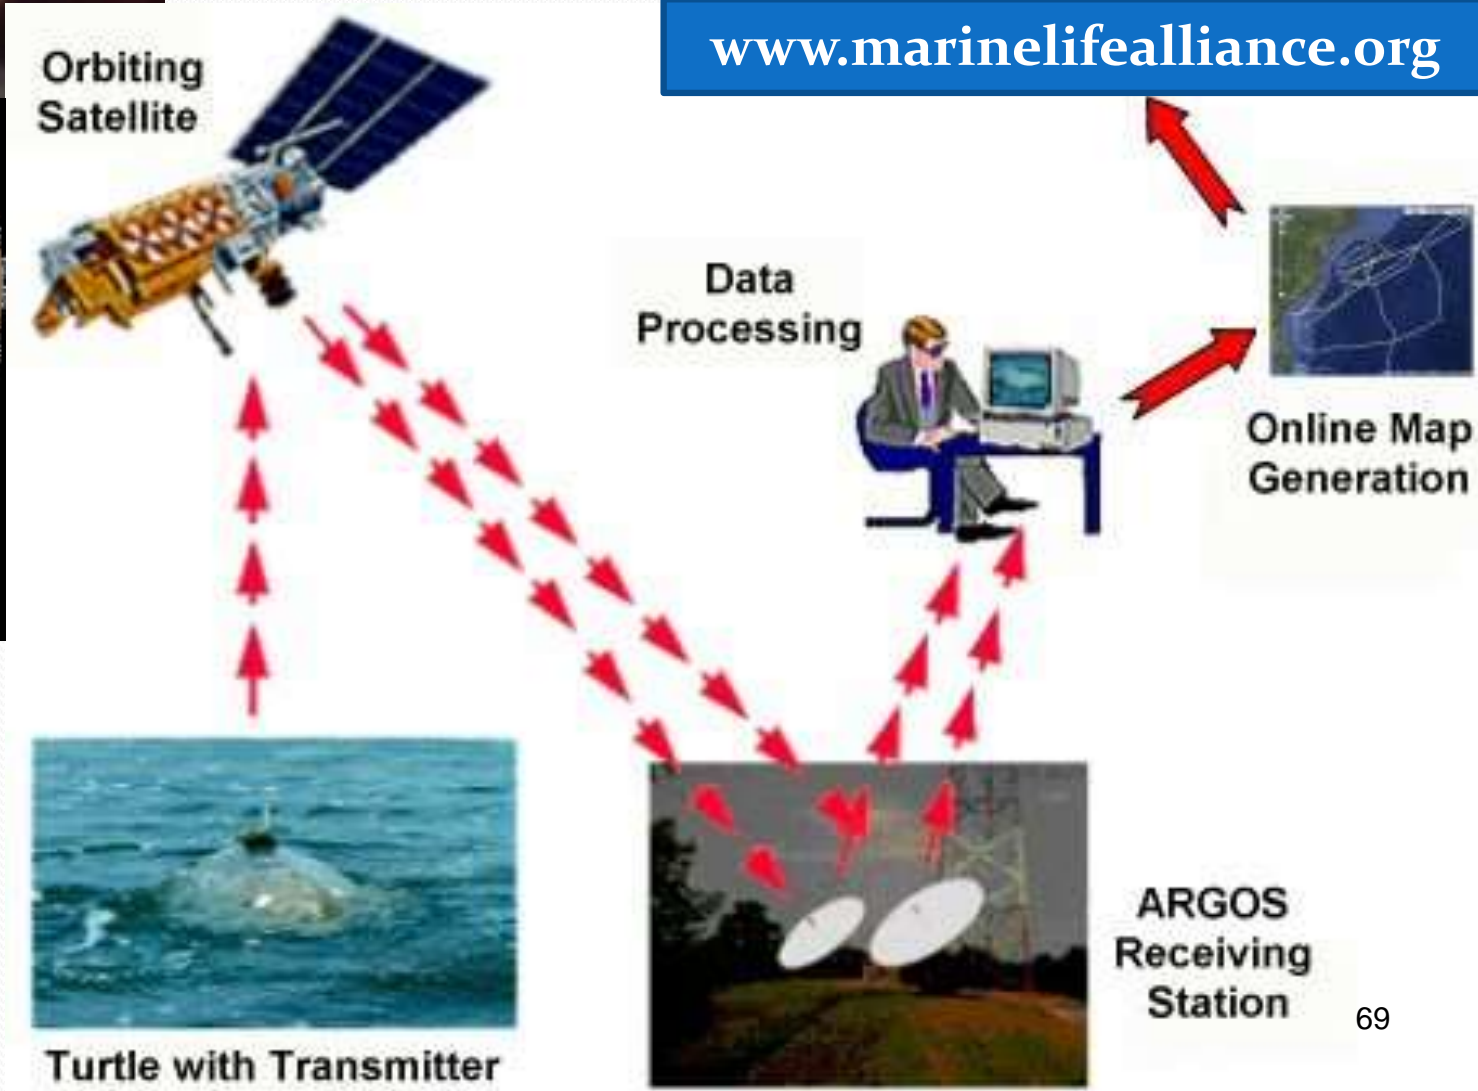 www.marinelifealliance.org
Orbiting
Satellite
Data
Processing
Online Map
Generation
ARGOS
Receiving
Station
69
Turtle with Transmitter